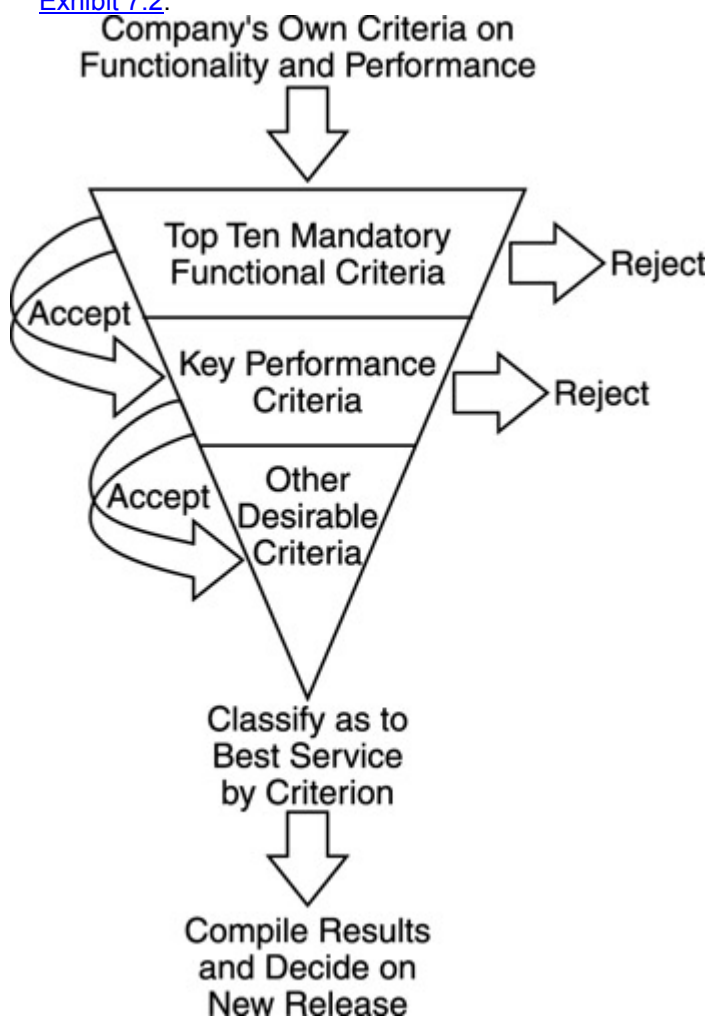 Exhibit 7.2.
Company's Own Criteria on
Functionality and Performance
Top Ten Mandatory
Functional Criteria
Reject
Accept
Key Performance
Criteria
Reject
Accept
Other
Desirable
Criteria
Classify as to
Best Service
by Criterion
Compile Results
and Decide on
New Release